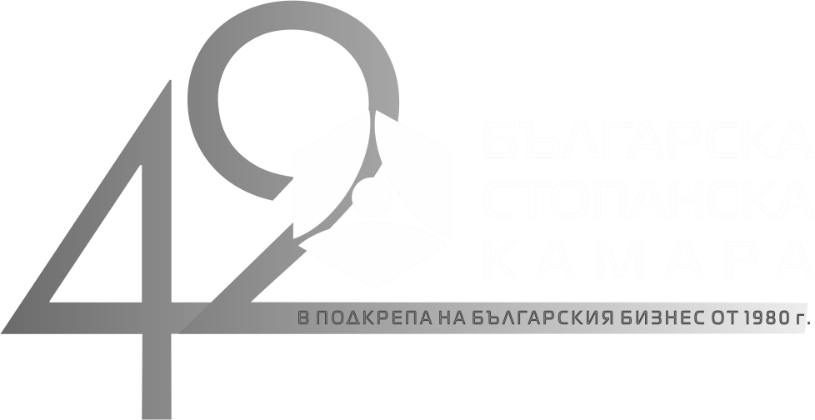 42
БЪЛГАРСКА
СТОПАНСКА
КАМАРА
В ПОДКРЕПА НА БЪЛГАРСКИЯ БИЗНЕС ОТ 1980 г.